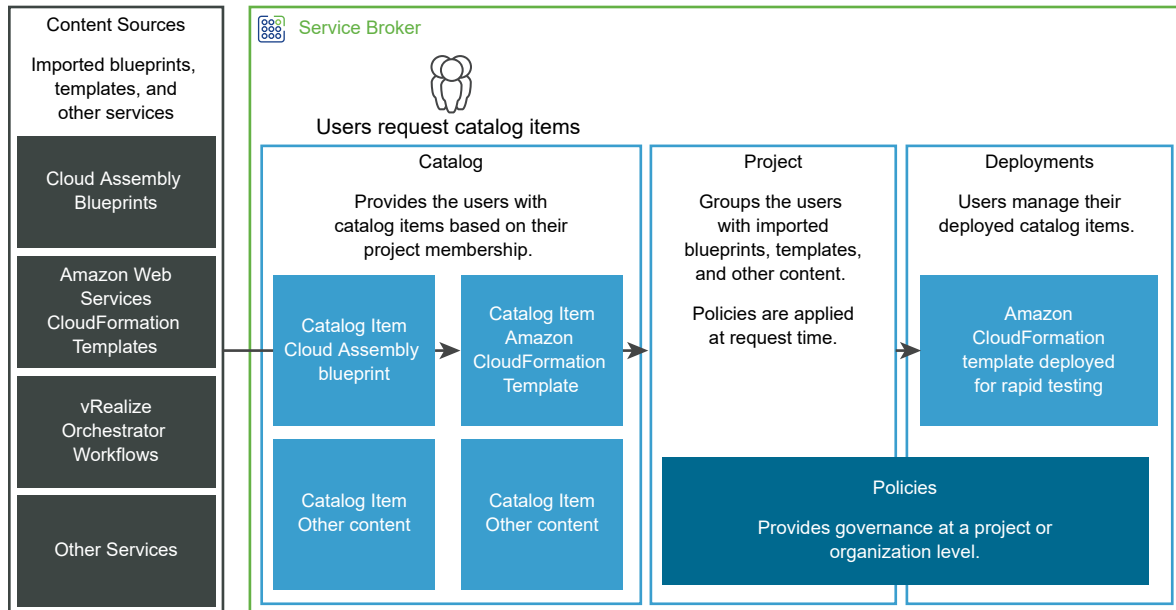 Content Sources
Imported blueprints,
templates, and
other services
Cloud Assembly
Blueprints
Amazon Web
Services
CloudFormation
Templates
vRealize
Orchestrator
Workflows
Other Services
Service Broker
Users request catalog items
Catalog
Provides the users with
catalog items based on their
project membership.
Catalog Item
Cloud Assembly
blueprint
Catalog Item
Amazon
CloudFormation
Template
Catalog Item
Other content
Catalog Item
Other content
Project
Groups the users
with imported
blueprints, templates,
and other content.
Policies are applied
at request time.
Deployments
Users manage their
deployed catalog items.
Amazon
CloudFormation
template deployed
for rapid testing
Policies
Provides governance at a project or
organization level.